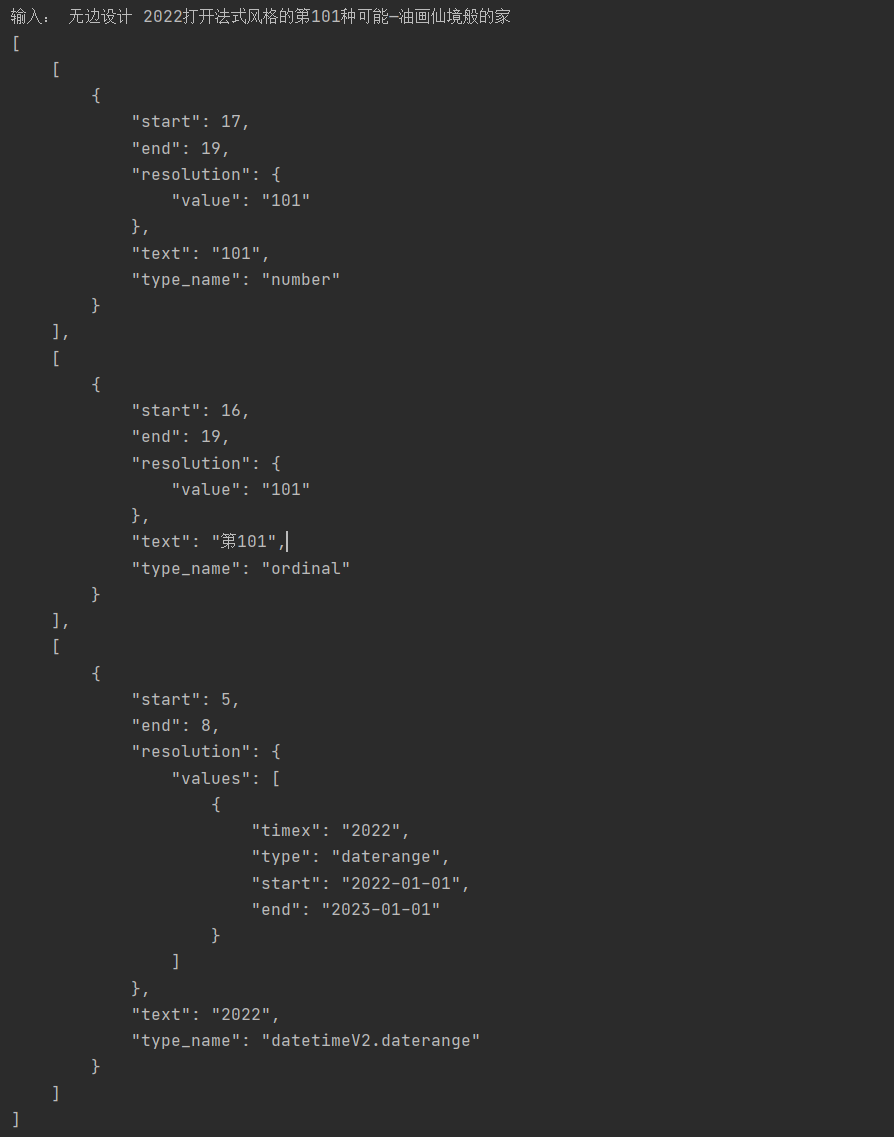 输入： 无边设计 2022打开法式风格的第101种可能—油画仙境般的家
[
    [
        {
            "start": 17,
            "end": 19,
            "resolution": {
                "value": "101"
            },
            "text": "101",
            "type_name": "number"
        }
    ],
    [
        {
            "start": 16,
            "end": 19,
            "resolution": {
                "value": "101"
            },
            "text": "第101",
            "type_name": "ordinal"
        }
    ],
    [
        {
            "start": 5,
            "end": 8,
            "resolution": {
                "values": [
                    {
                        "timex": "2022",
                        "type": "daterange",
                        "start": "2022-01-01",
                        "end": "2023-01-01"
                    }
                ]
            },
            "text": "2022",
            "type_name": "datetimeV2.daterange"
        }
    ]
]